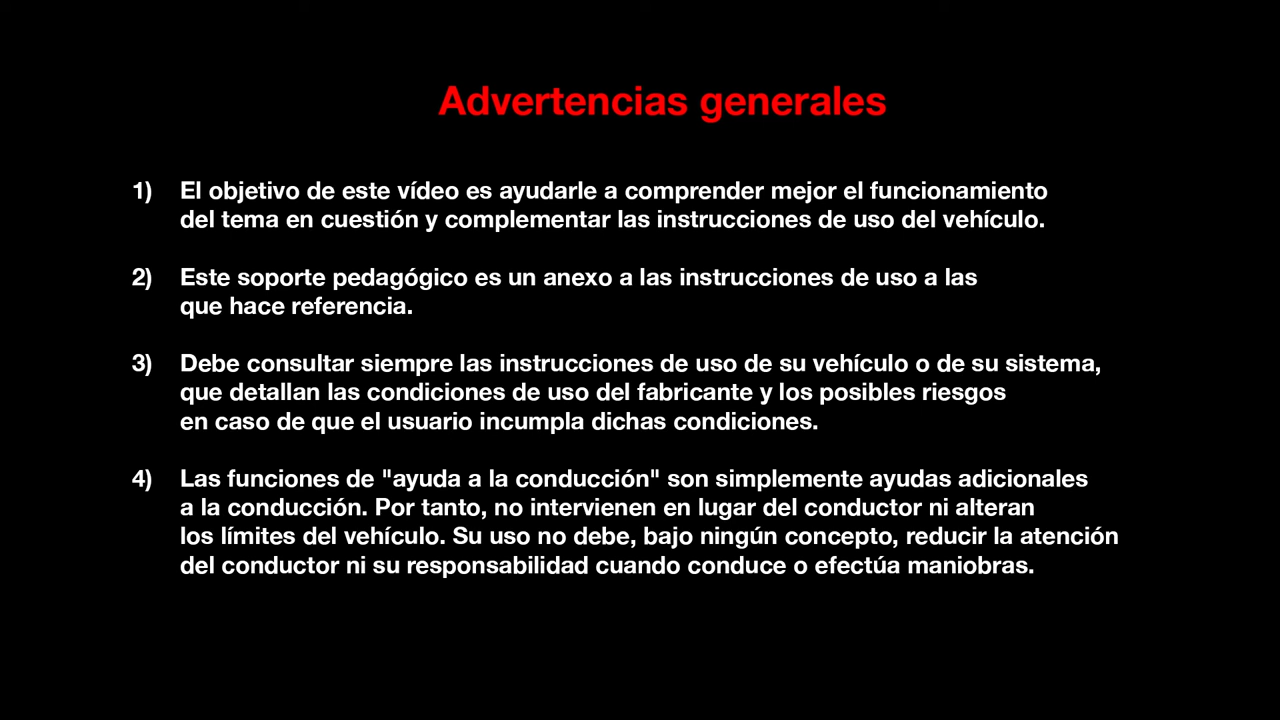 Advertencias generales
1) El objetivo de este vídeo es ayudarle a comprender mejor el funcionamiento
del tema en cuestión y complementar las instrucciones de uso del vehículo.
2) Este soporte pedagógico es un anexo a las instrucciones de uso a las
que hace referencia.
3) Debe consultar siempre las instrucciones de uso de su vehículo o de su sistema,
que detallan las condiciones de uso del fabricante y los posibles riesgos
en caso de que el usuario incumpla dichas condiciones.
4) Las funciones de "ayuda a la conducción" son simplemente ayudas adicionales
a la conducción. Por tanto, no intervienen en lugar del conductor ni alteran
los límites del vehículo. Su uso no debe, bajo ningún concepto, reducir la atención
del conductor ni su responsabilidad cuando conduce o efectúa maniobras.